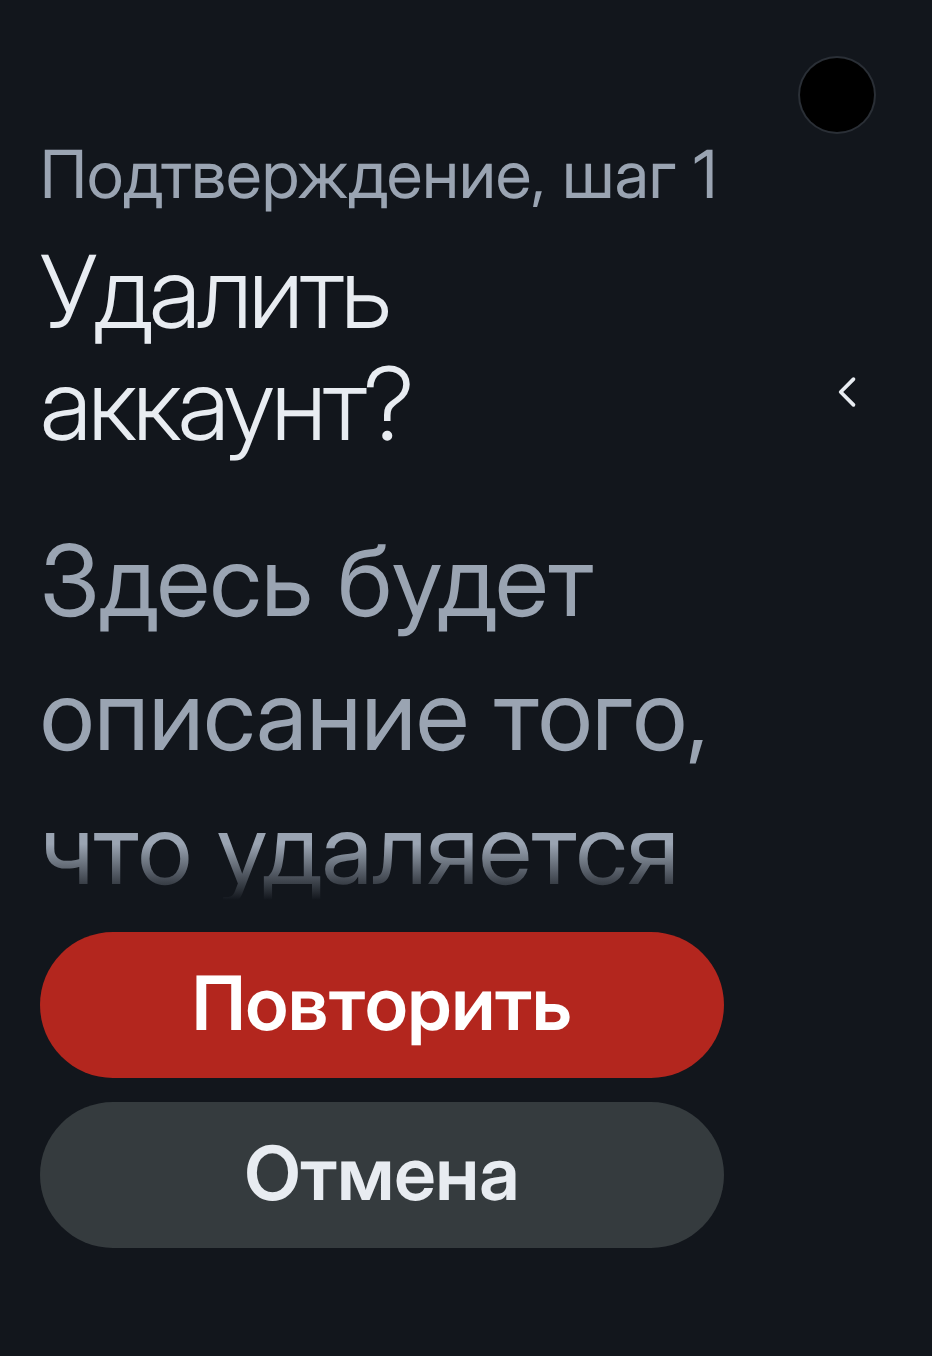 Подтверждение, шаг 1
Удалить
аккаунт?
Здесь будет
описание того,
что удаляется
Повторить
Отмена